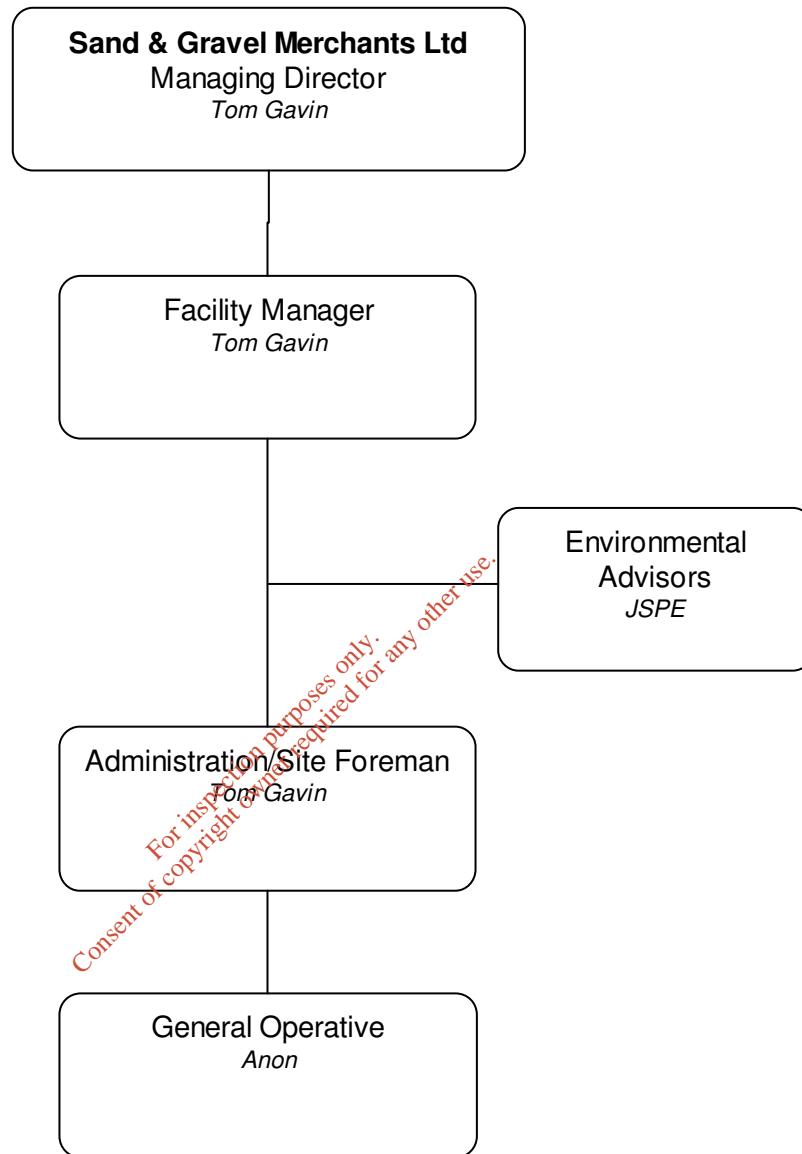 Sand & Gravel Merchants Ltd
Managing Director
Tom Gavin
Facility Manager
Tom Gavin
Environmental
Advisors
JSPE
Administration/Site Foreman
Tom Gavin
General Operative
Anon
For inspection purposes only.
Consent of copyright owner required for any other use.